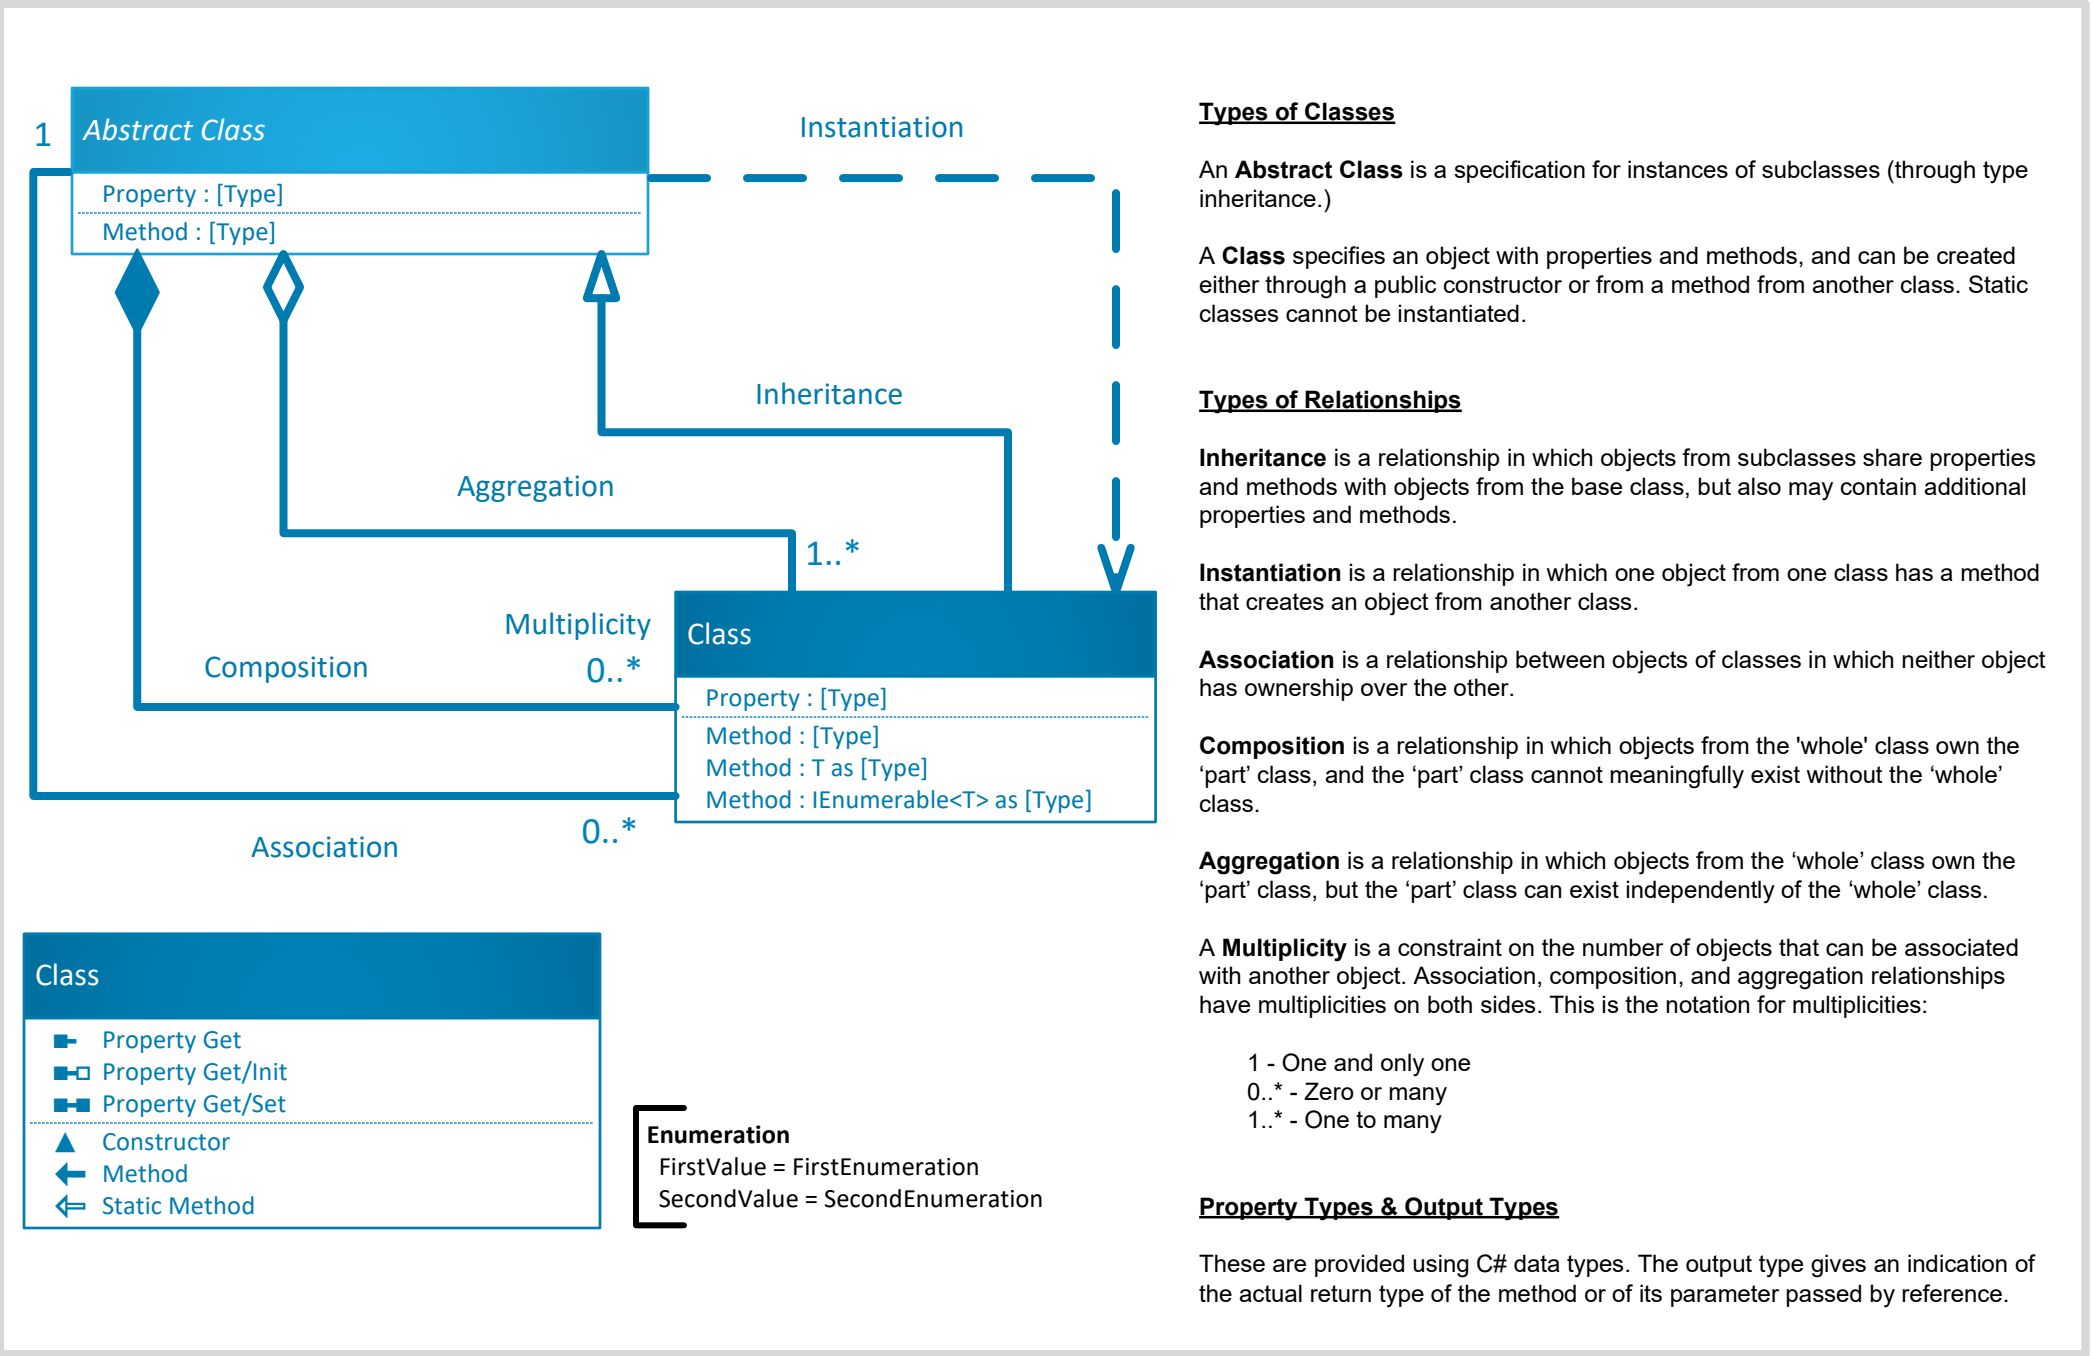 1
Abstract Class
Property : [Type]
Method : [Type]
Instantiation
Inheritance
Aggregation
1..*
Multiplicity
0..*
Composition
Class
Property : [Type]
Method : [Type]
Method : T as [Type]
Method : IEnumerable<T> as [Type]
0..*
Association
Class
Property Get
Property Get/Init
Property Get/Set
Constructor
Method
Static Method
Enumeration
FirstValue = FirstEnumeration
SecondValue = SecondEnumeration
Types of Classes
An Abstract Class is a specification for instances of subclasses (through type
inheritance.)
A Class specifies an object with properties and methods, and can be created
either through a public constructor or from a method from another class. Static
classes cannot be instantiated.
Types of Relationships
Inheritance is a relationship in which objects from subclasses share properties
and methods with objects from the base class, but also may contain additional
properties and methods.
Instantiation is a relationship in which one object from one class has a method
that creates an object from another class.
Association is a relationship between objects of classes in which neither object
has ownership over the other.
Composition is a relationship in which objects from the 'whole' class own the
‘part’ class, and the ‘part’ class cannot meaningfully exist without the ‘whole’
class.
Aggregation is a relationship in which objects from the ‘whole’ class own the
‘part’ class, but the ‘part’ class can exist independently of the ‘whole’ class.
A Multiplicity is a constraint on the number of objects that can be associated
with another object. Association, composition, and aggregation relationships
have multiplicities on both sides. This is the notation for multiplicities:
1 - One and only one
0..* - Zero or many
1..* - One to many
Property Types & Output Types
These are provided using C# data types. The output type gives an indication of
the actual return type of the method or of its parameter passed by reference.